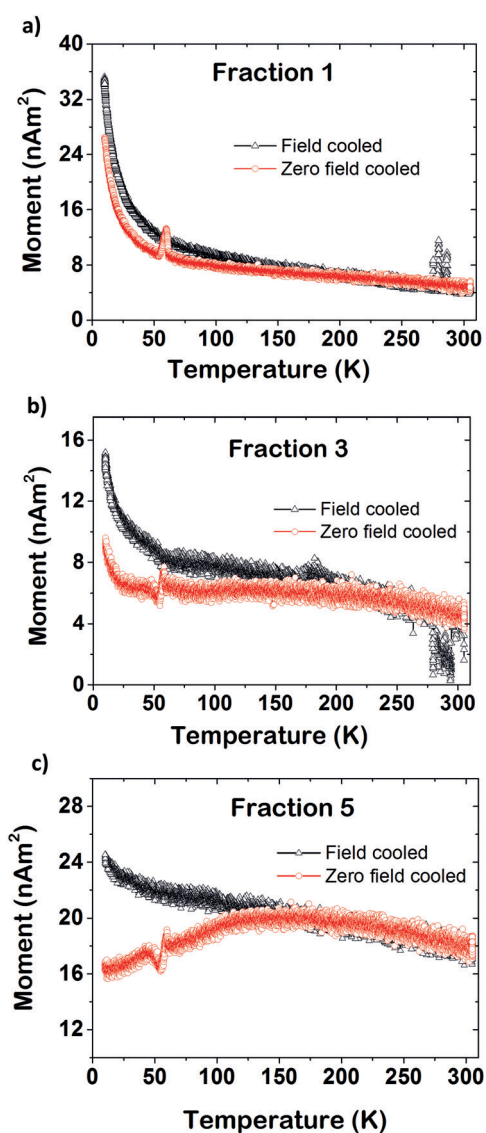 a)
Fraction 1
Field cooled
Zero field cooled
40
32
24
16
8
0
Moment (nAm²)
0 50 100 150 200 250 300
Temperature (K)
b)
Fraction 3
Field cooled
Zero field cooled
16
12
8
4
0
Moment (nAm²)
0 50 100 150 200 250 300
Temperature (K)
c)
Fraction 5
Field cooled
Zero field cooled
28
24
20
16
12
Moment (nAm²)
0 50 100 150 200 250 300
Temperature (K)